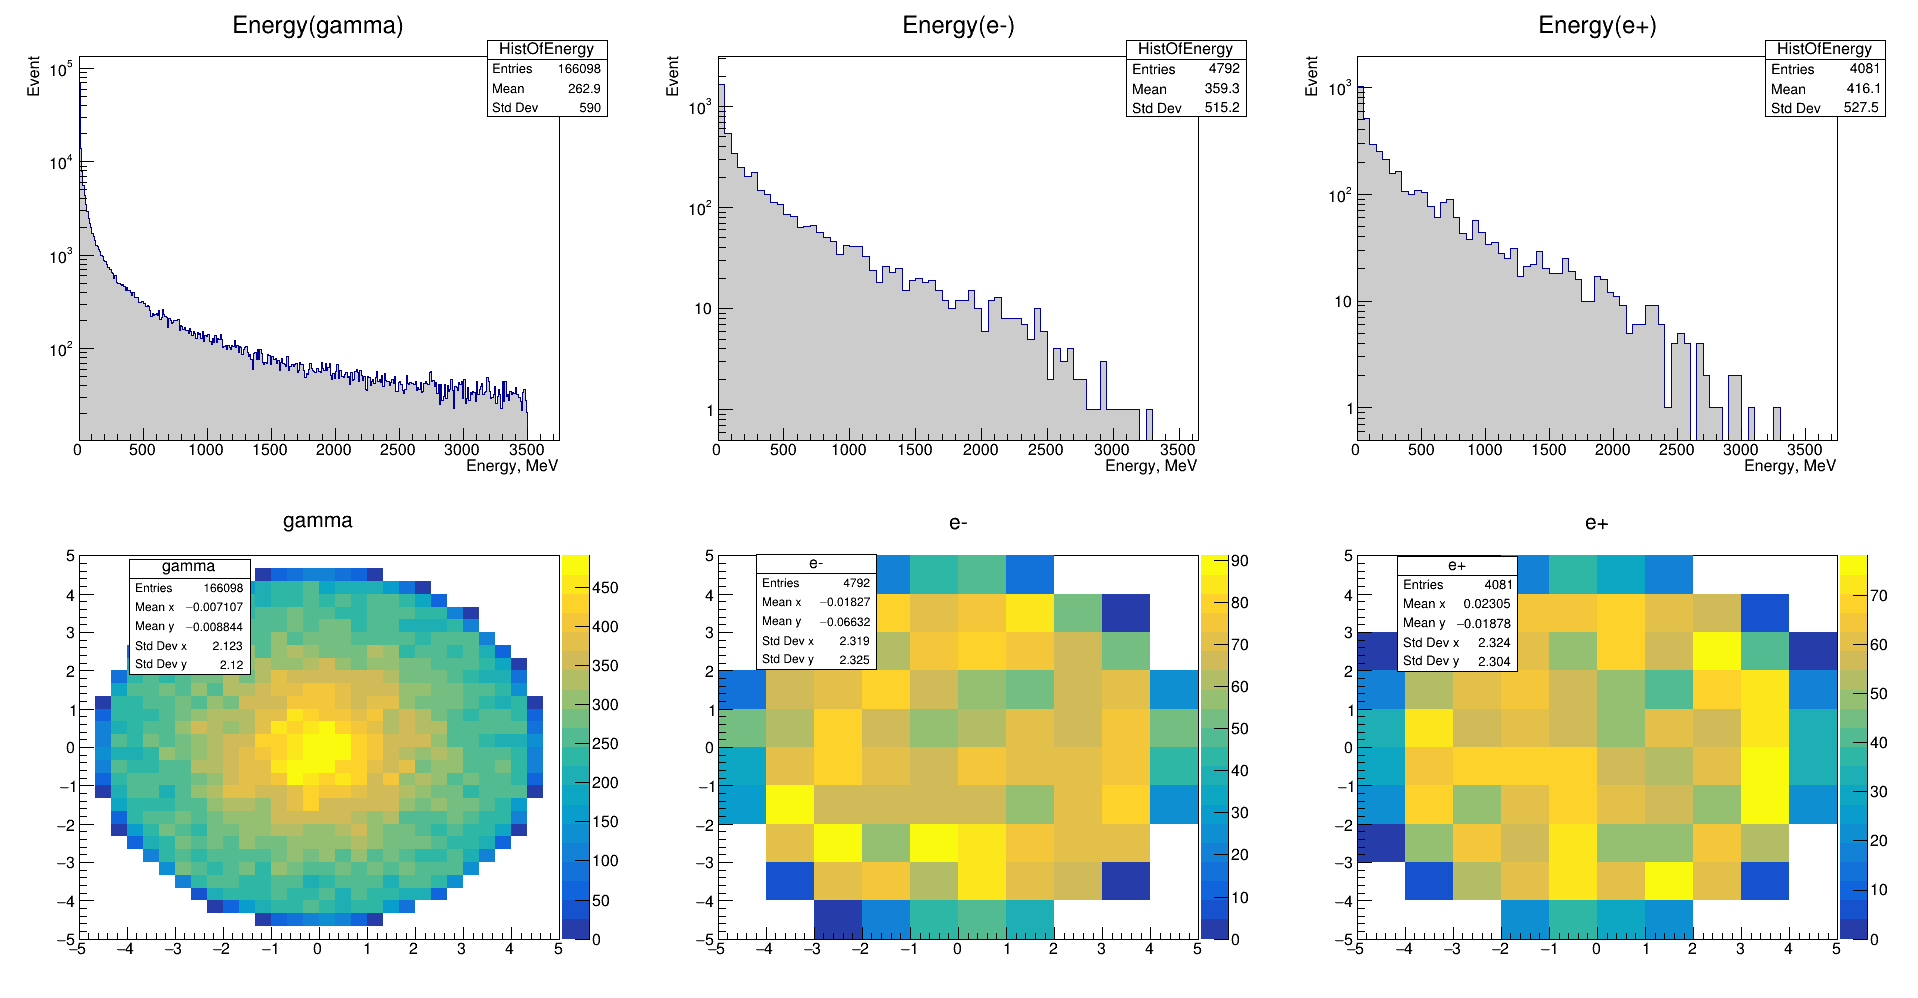 Energy(gamma)
Event
HistOfEnergy
Entries 166098
Mean 262.9
Std Dev 590
10^5
10^4
10^3
10^2
0 500 1000 1500 2000 2500 3000 3500
Energy, MeV
Energy(e-)
Event
HistOfEnergy
Entries 4792
Mean 359.3
Std Dev 515.2
10^3
10^2
10
1
0 500 1000 1500 2000 2500 3000 3500
Energy, MeV
Energy(e+)
Event
HistOfEnergy
Entries 4081
Mean 416.1
Std Dev 527.5
10^3
10^2
10
1
0 500 1000 1500 2000 2500 3000 3500
Energy, MeV
gamma
gamma
Entries 166098
Mean x −0.007107
Mean y −0.008844
Std Dev x 2.123
Std Dev y 2.12
5
4
3
2
1
0
−1
−2
−3
−4
−5
−5 −4 −3 −2 −1 0 1 2 3 4 5
450
400
350
300
250
200
150
100
50
0
e-
e-
Entries 4792
Mean x −0.01827
Mean y −0.06632
Std Dev x 2.319
Std Dev y 2.325
5
4
3
2
1
0
−1
−2
−3
−4
−5
−5 −4 −3 −2 −1 0 1 2 3 4 5
90
80
70
60
50
40
30
20
10
0
e+
e+
Entries 4081
Mean x 0.02305
Mean y −0.01878
Std Dev x 2.324
Std Dev y 2.304
5
4
3
2
1
0
−1
−2
−3
−4
−5
−5 −4 −3 −2 −1 0 1 2 3 4 5
70
60
50
40
30
20
10
0